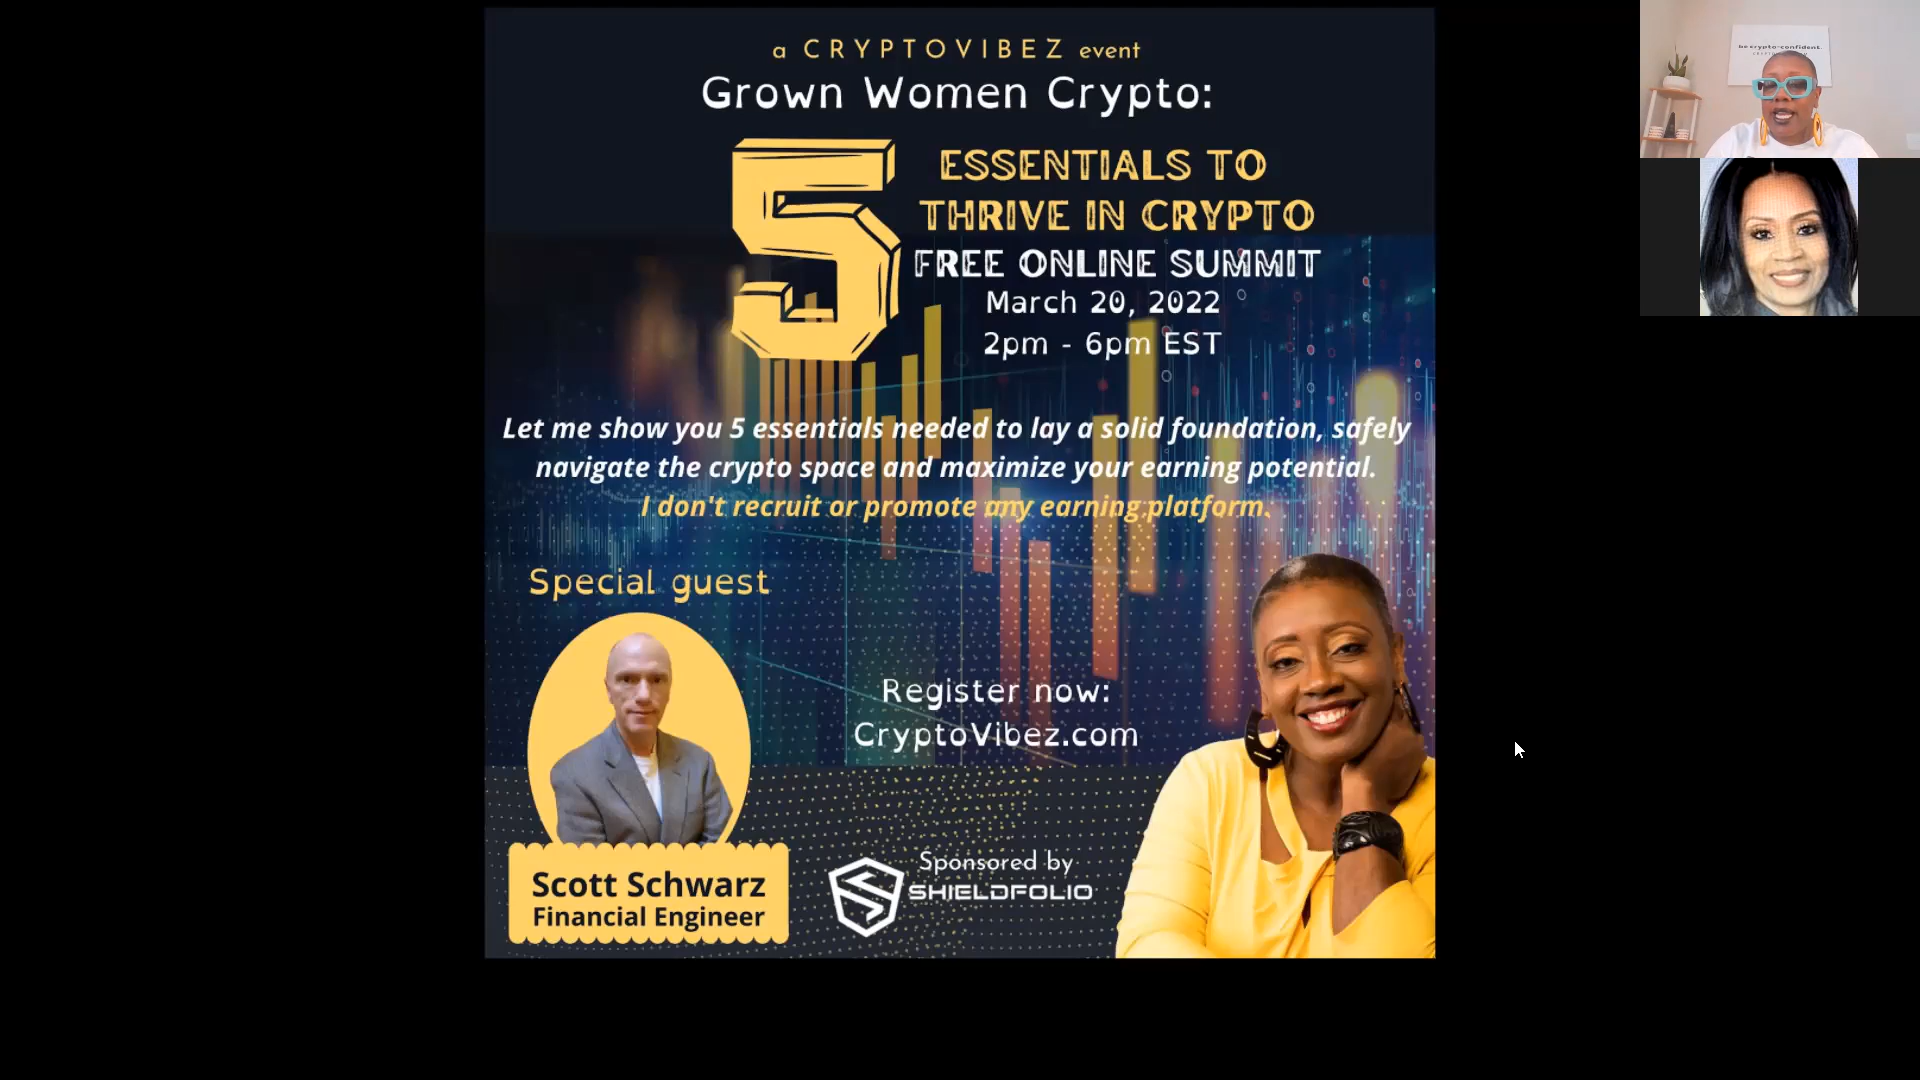 a CRYPTOVIBEZ event
Grown Women Crypto:
5
ESSENTIALS TO
THRIVE IN CRYPTO
FREE ONLINE SUMMIT
March 20, 2022
2pm - 6pm EST
Let me show you 5 essentials needed to lay a solid foundation, safely
navigate the crypto space and maximize your earning potential.
I don't recruit or promote any earning platform.
Special guest
Register now:
CryptoVibez.com
Scott Schwarz
Financial Engineer
Sponsored by
SHIELDFOLIO
be crypto-confident.